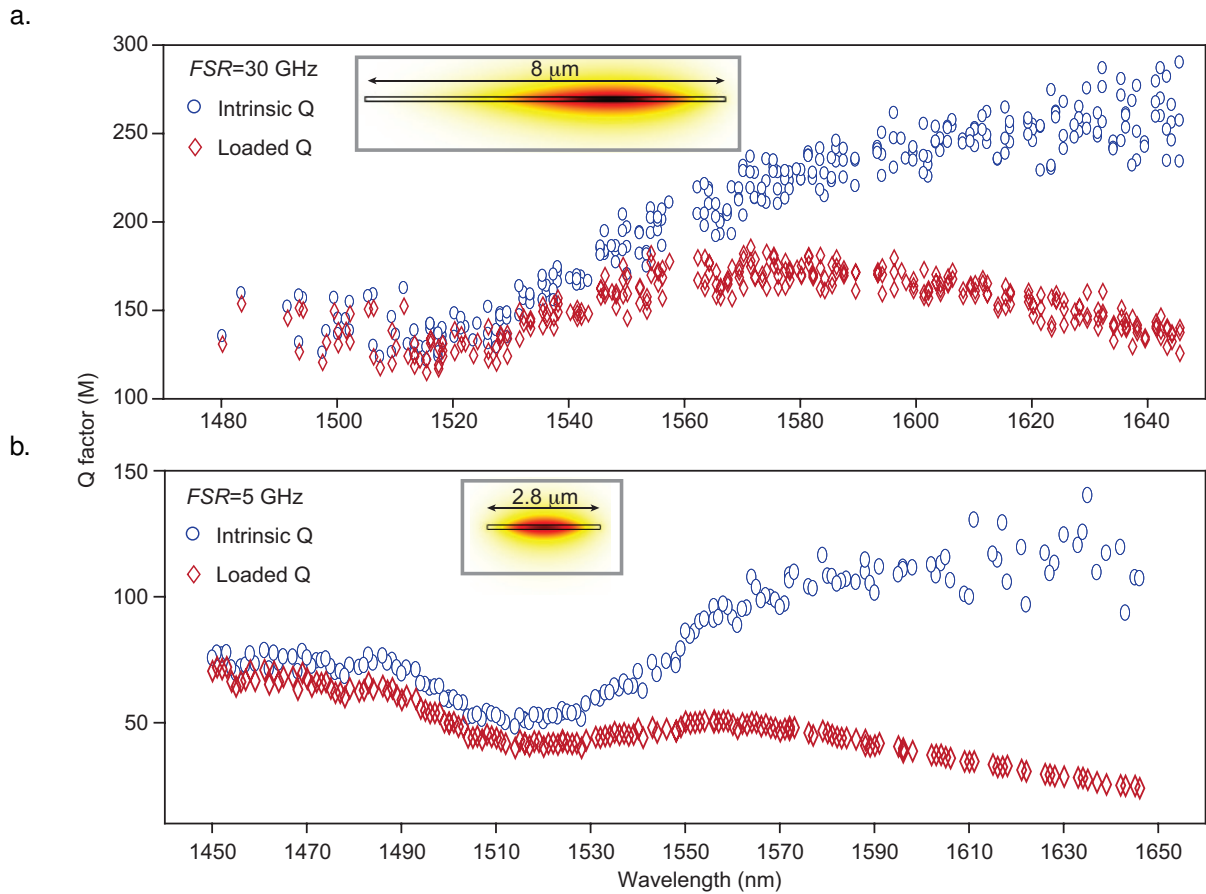 a.
300
250
200
150
100
FSR=30 GHz
Intrinsic Q
Loaded Q
8 μm
1480 1500 1520 1540 1560 1580 1600 1620 1640
Q factor (M)
b.
150
100
50
FSR=5 GHz
Intrinsic Q
Loaded Q
2.8 μm
1450 1470 1490 1510 1530 1550 1570 1590 1610 1630 1650
Wavelength (nm)